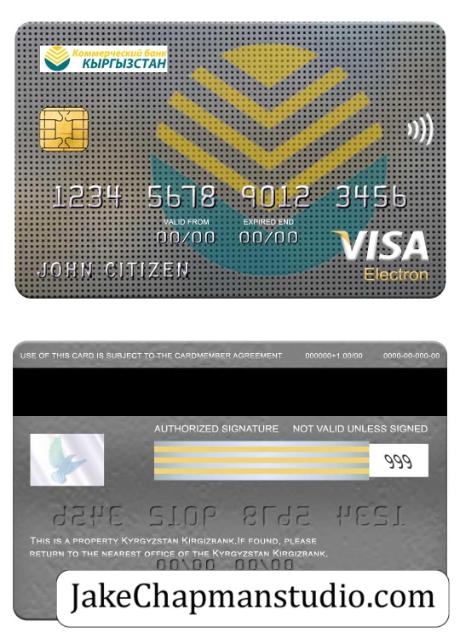 Коммерческий банк
КЫРГЫЗСТАН
1234 5678 9012 3456
VALID FROM EXPIRED END
00/00 00/00
JOHN CITIZEN
VISA
Electron
USE OF THIS CARD IS SUBJECT TO THE CARDMEMBER AGREEMENT 000000+1 00/00 0000-00-000-00
AUTHORIZED SIGNATURE NOT VALID UNLESS SIGNED
999
THIS IS A PROPERTY KYRGYZSTAN KIRGIZBANK.IF FOUND, PLEASE
RETURN TO THE NEAREST OFFICE OF THE KYRGYZSTAN KIRGIZBANK.
JakeChapmanstudio.com